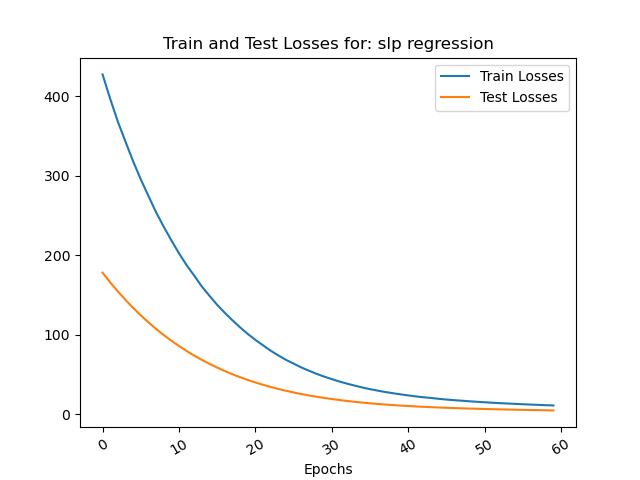 Train and Test Losses for: slp regression
Train Losses
Test Losses
400
300
200
100
0
0 10 20 30 40 50 60
Epochs